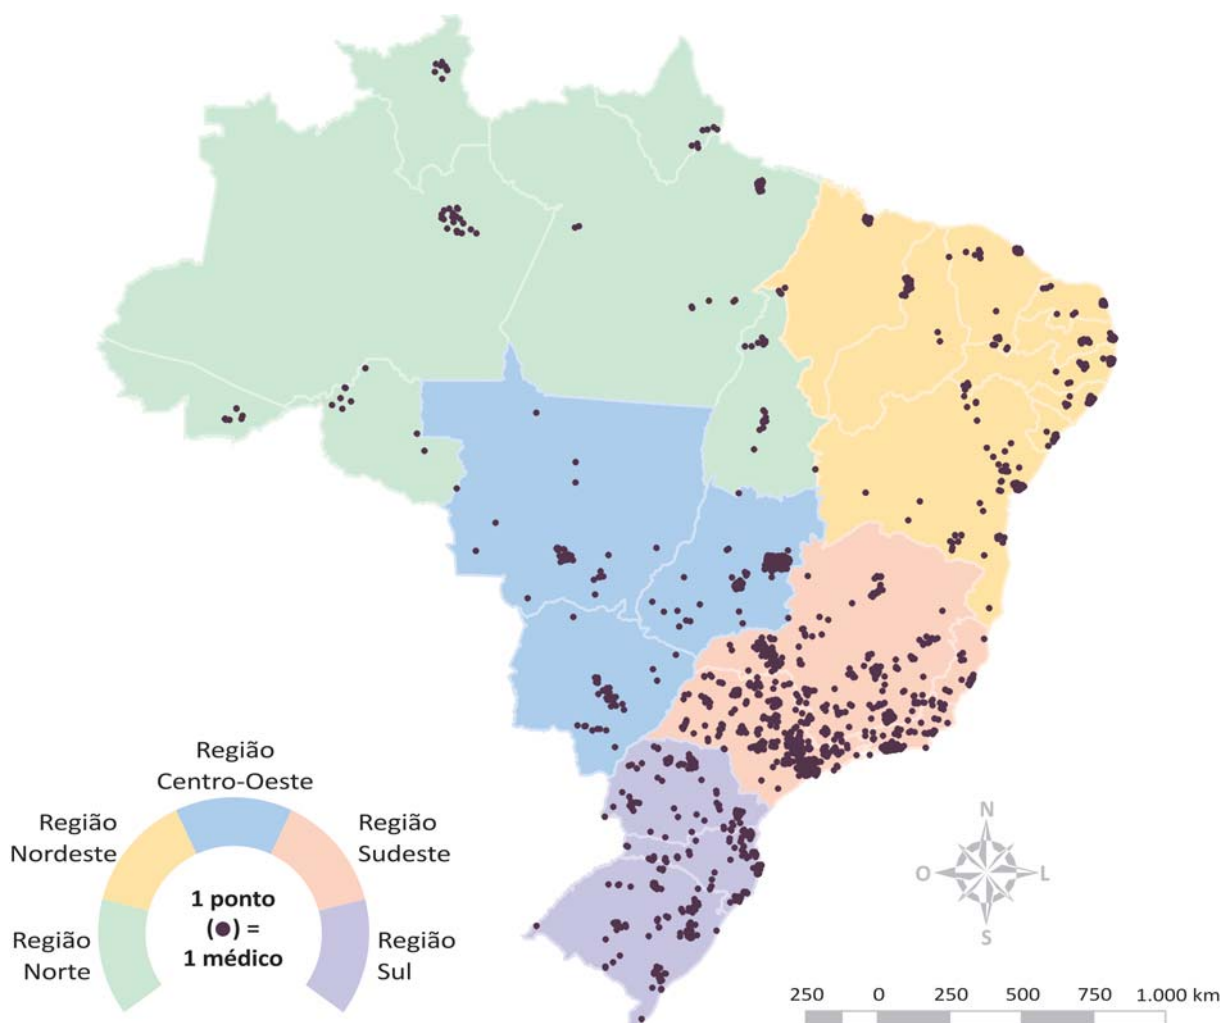 Região
Centro-Oeste
Região
Nordeste
Região
Sudeste
1 ponto
(●) =
1 médico
Região
Norte
Região
Sul
N
O
L
S
250
0
250
500
750
1.000 km